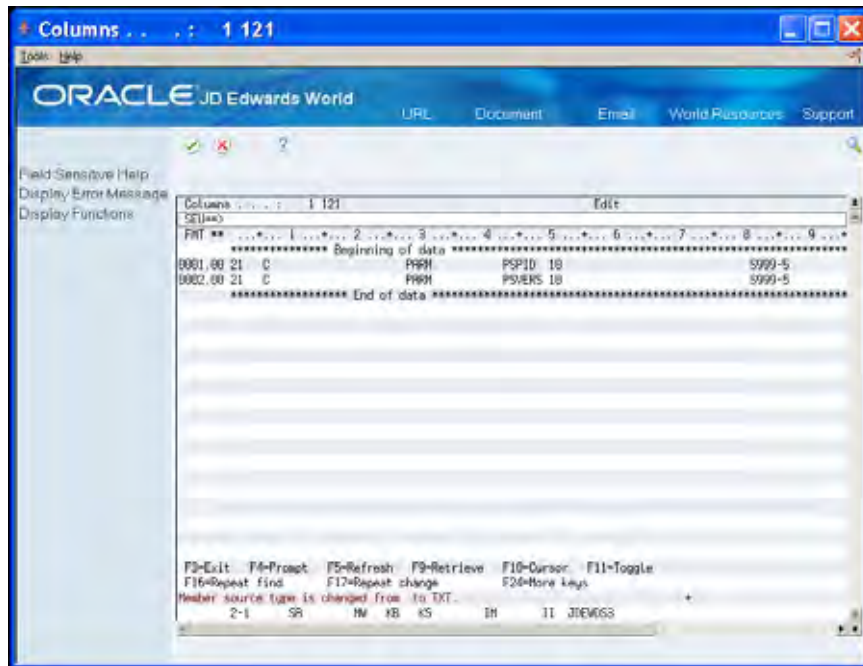 Columns . . . . : 1 121
Tools Help
ORACLE JD Edwards World
URL Document Email World Resources Support
?
Field Sensitive Help
Display Error Message
Display Functions
Columns . . . . : 1 121 Edit
SEU==>
FMT ** ...+... 1 ...+... 2 ...+... 3 ...+... 4 ...+... 5 ...+... 6 ...+... 7 ...+... 8 ...+... 9 ...+
*************** Beginning of data ****************************************************
0001.00 21 C PARM PSPID 10 S999-5
0002.00 21 C PARM PSVERS 10 S999-5
****************** End of data *******************************************************
F3=Exit F4=Prompt F5=Refresh F9=Retrieve F10=Cursor F11=Toggle
F16=Repeat find F17=Repeat change F24=More keys
Member source type is changed from to TXT. +
2-1 SA MW KB KS IM II JDEWDS3